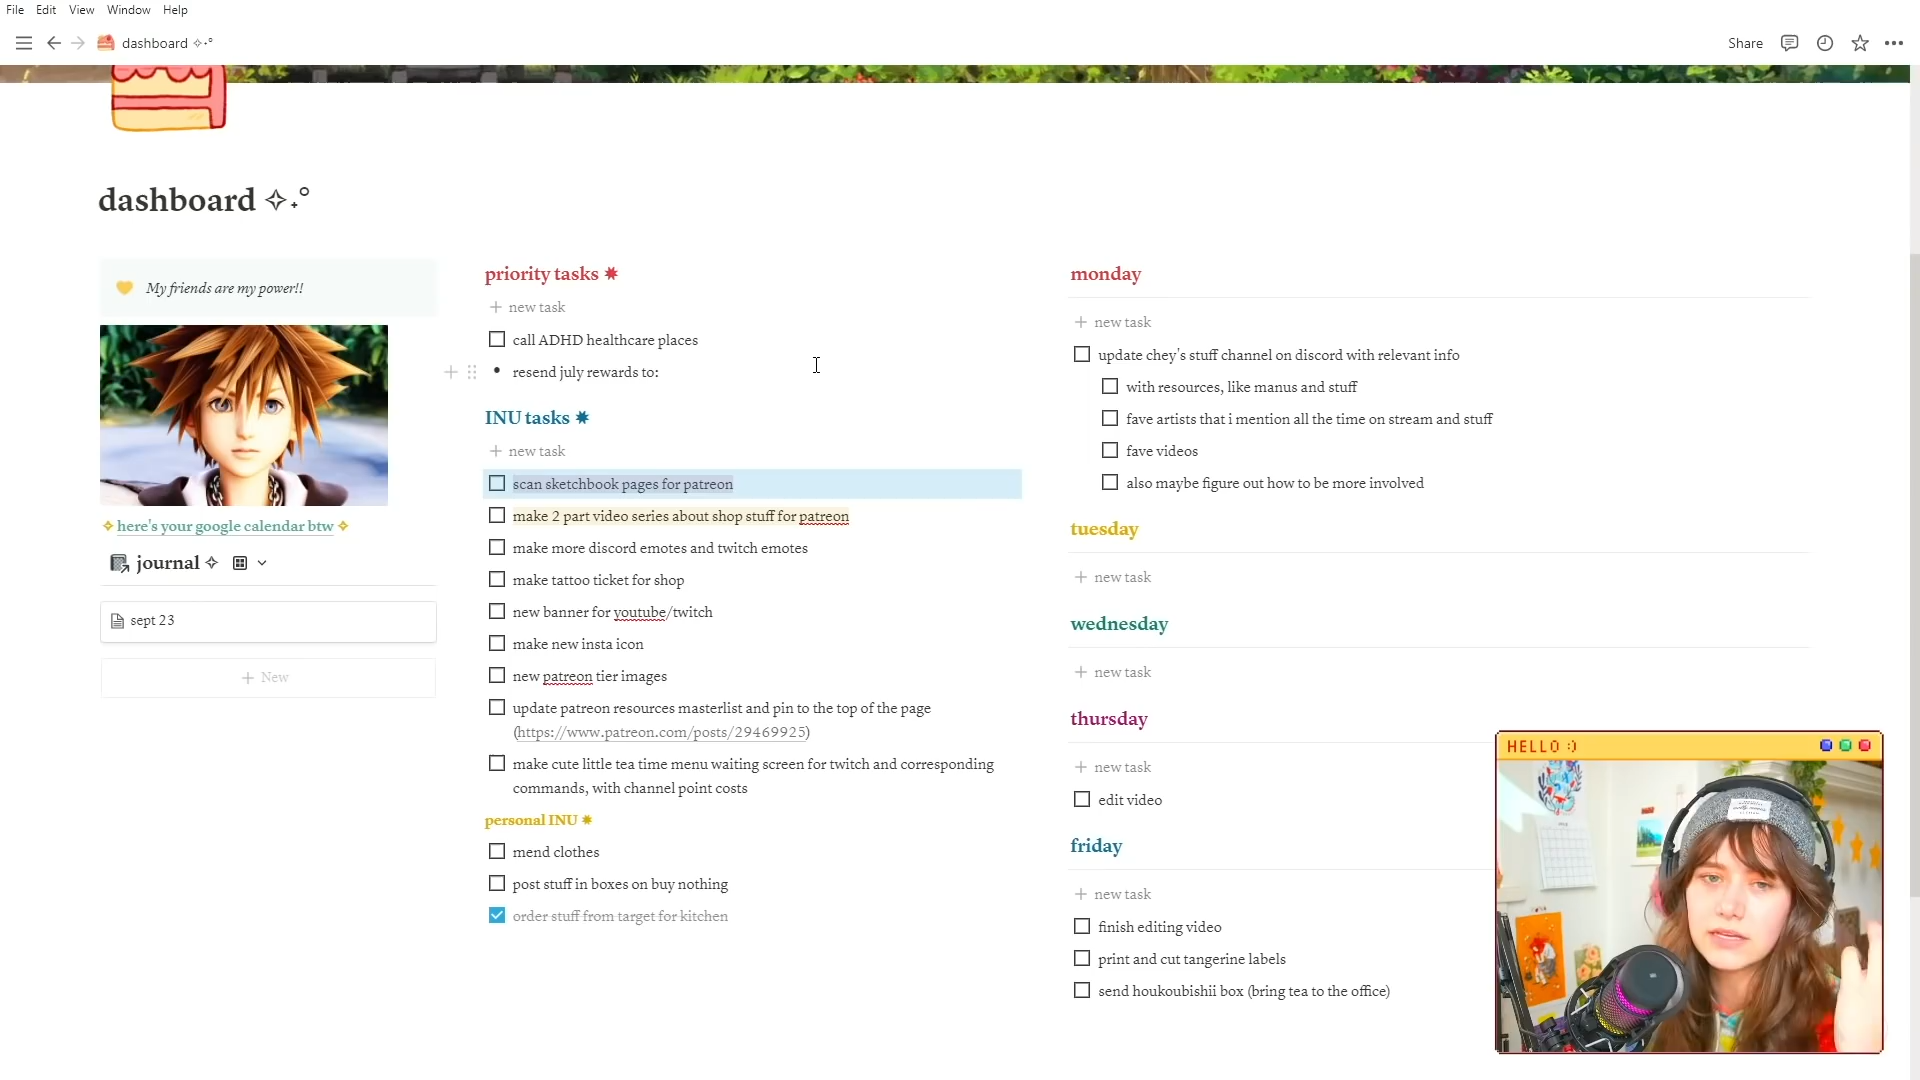 File Edit View Window Help
dashboard ✧˖°
Share
dashboard ✧˖°
My friends are my power!!
✧ here's your google calendar btw ✧
journal ✧
sept 23
+ New
priority tasks ✸
+ new task
call ADHD healthcare places
• resend july rewards to:
INU tasks ✸
+ new task
scan sketchbook pages for patreon
make 2 part video series about shop stuff for patreon
make more discord emotes and twitch emotes
make tattoo ticket for shop
new banner for youtube/twitch
make new insta icon
new patreon tier images
update patreon resources masterlist and pin to the top of the page
(https://www.patreon.com/posts/29469925)
make cute little tea time menu waiting screen for twitch and corresponding
commands, with channel point costs
personal INU ✸
mend clothes
post stuff in boxes on buy nothing
order stuff from target for kitchen
monday
+ new task
update chey's stuff channel on discord with relevant info
with resources, like manus and stuff
fave artists that i mention all the time on stream and stuff
fave videos
also maybe figure out how to be more involved
tuesday
+ new task
wednesday
+ new task
thursday
+ new task
edit video
friday
+ new task
finish editing video
print and cut tangerine labels
send houkoubishii box (bring tea to the office)
HELLO :)